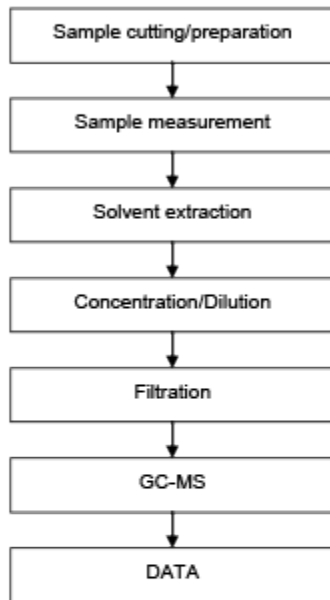 Sample cutting/preparation
Sample measurement
Solvent extraction
Concentration/Dilution
Filtration
GC-MS
DATA